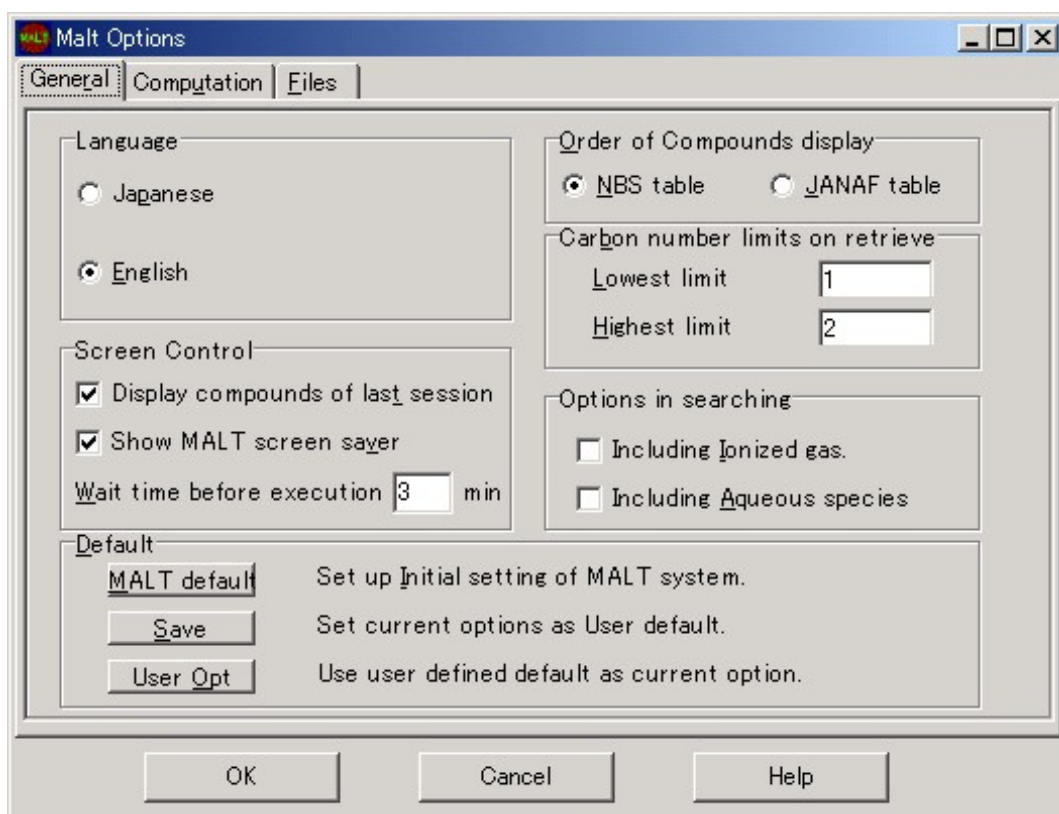 MALT Malt Options
General Computation Files
Language
Japanese
English
Order of Compounds display
NBS table JANAF table
Carbon number limits on retrieve
Lowest limit 1
Highest limit 2
Screen Control
Display compounds of last session
Show MALT screen saver
Wait time before execution 3 min
Options in searching
Including Ionized gas.
Including Aqueous species
Default
MALT default Set up Initial setting of MALT system.
Save Set current options as User default.
User Opt Use user defined default as current option.
OK Cancel Help